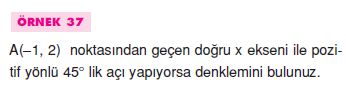 ÖRNEK 37
A(–1, 2) noktasından geçen doğru x ekseni ile pozi-
tif yönlü 45° lik açı yapıyorsa denklemini bulunuz.